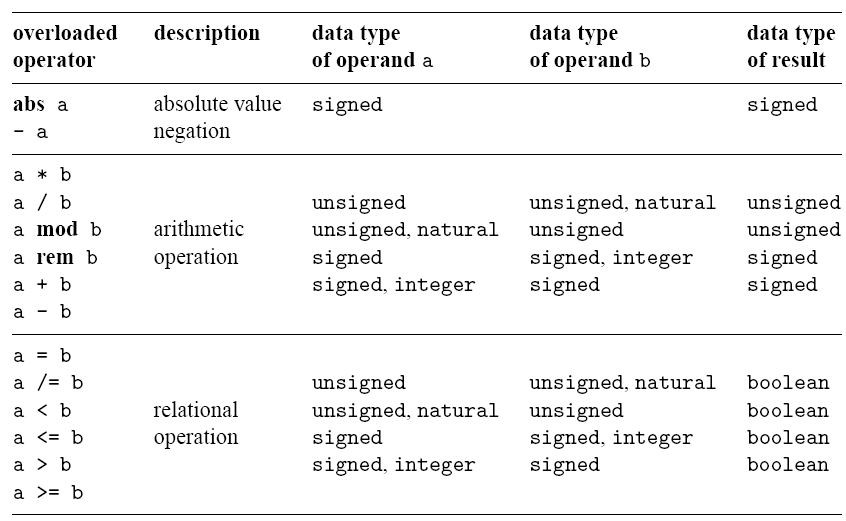 overloaded description data type data type data type
operator of operand a of operand b of result
abs a absolute value signed signed
- a negation
a * b
a / b unsigned unsigned, natural unsigned
a mod b arithmetic unsigned, natural unsigned unsigned
a rem b operation signed signed, integer signed
a + b signed, integer signed signed
a - b
a = b
a /= b unsigned unsigned, natural boolean
a < b relational unsigned, natural unsigned boolean
a <= b operation signed signed, integer boolean
a > b signed, integer signed boolean
a >= b